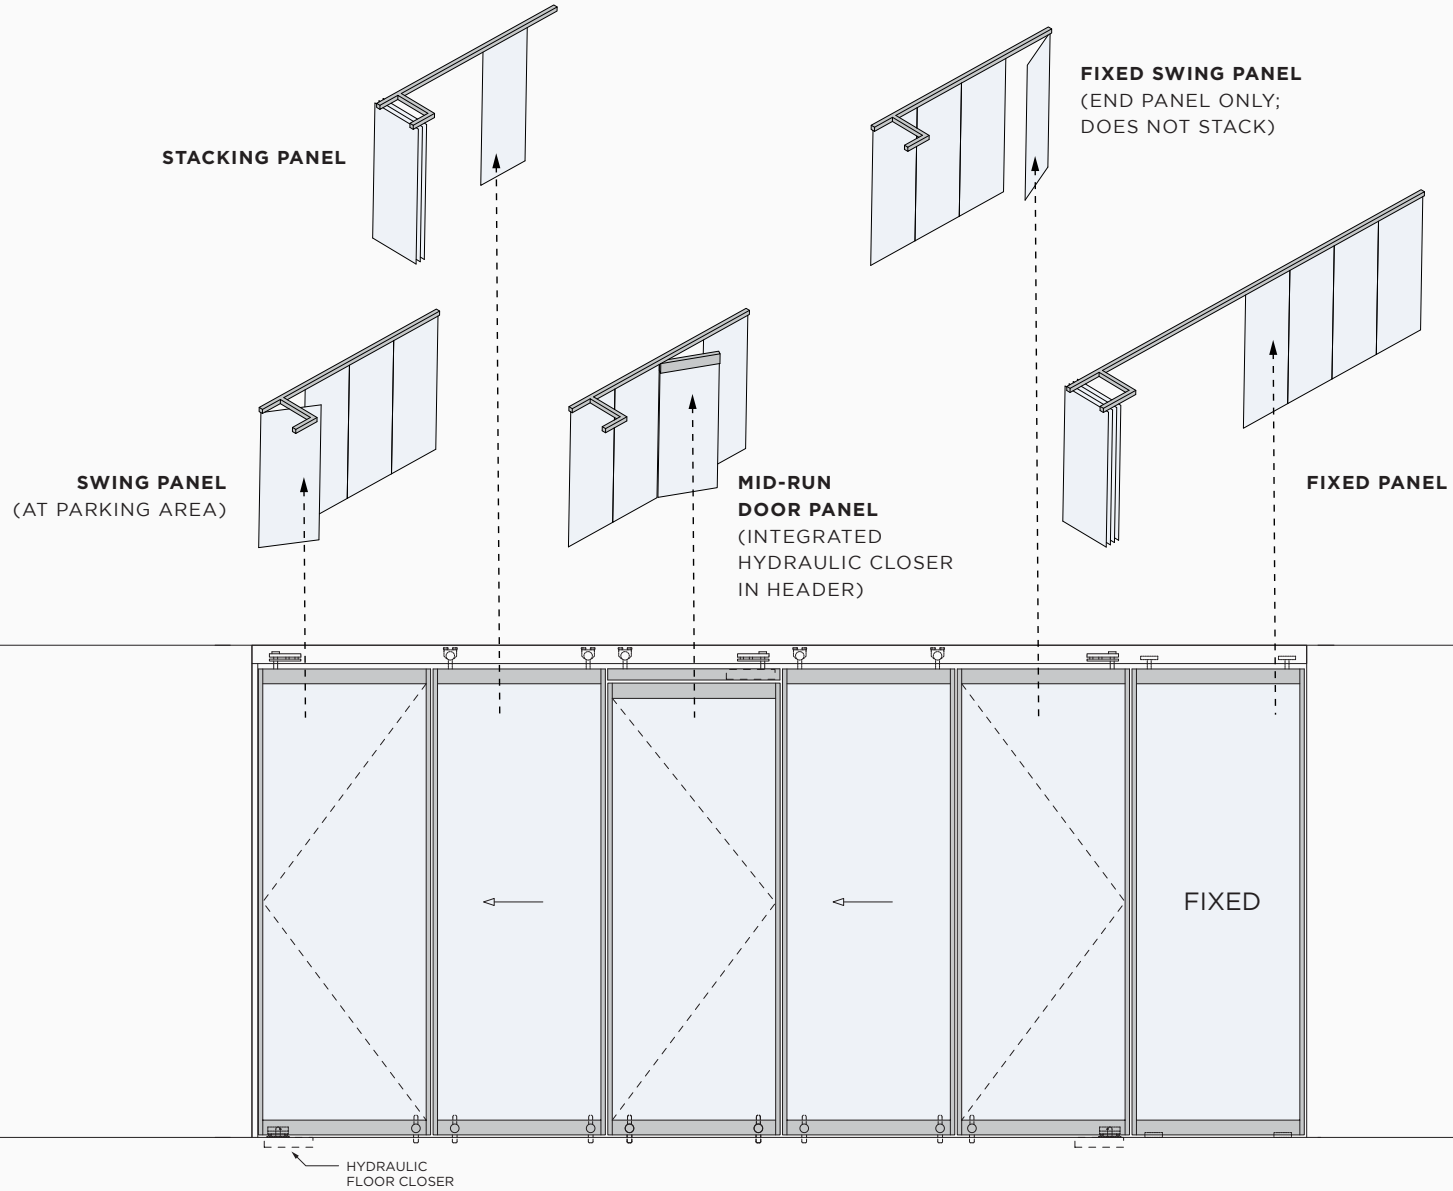 FIXED SWING PANEL
(END PANEL ONLY;
DOES NOT STACK)
STACKING PANEL
SWING PANEL
(AT PARKING AREA)
MID-RUN
DOOR PANEL
(INTEGRATED
HYDRAULIC CLOSER
IN HEADER)
FIXED PANEL
FIXED
HYDRAULIC
FLOOR CLOSER